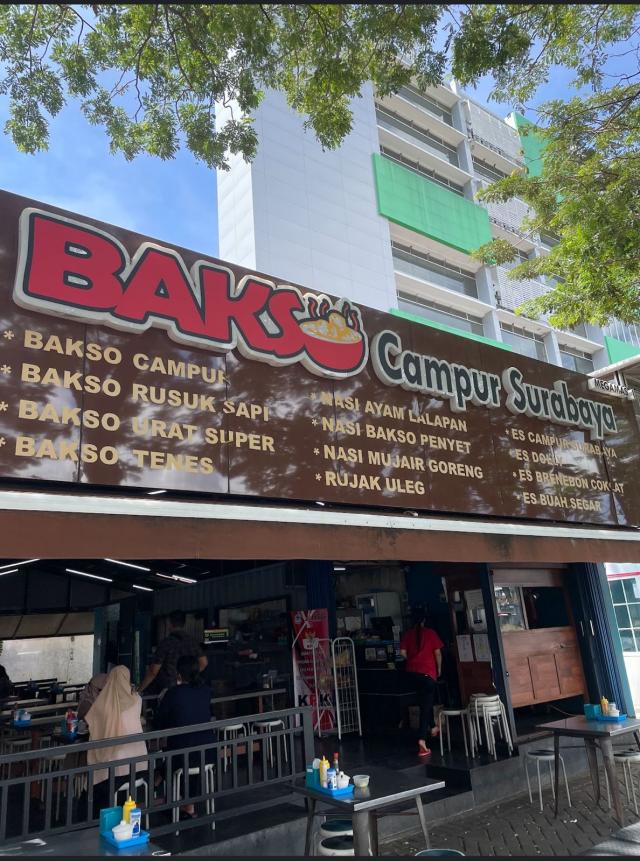 BAKSO
Campur Surabaya
MEGAMAS
* BAKSO CAMPUR
* BAKSO RUSUK SAPI
* BAKSO URAT SUPER
* BAKSO TENES
* NASI AYAM LALAPAN
* NASI BAKSO PENYET
* NASI MUJAIR GORENG
* RUJAK ULEG
* ES CAMPUR SURABAYA
* ES
* ES BRENEBON COKLAT
* ES BUAH SEGAR